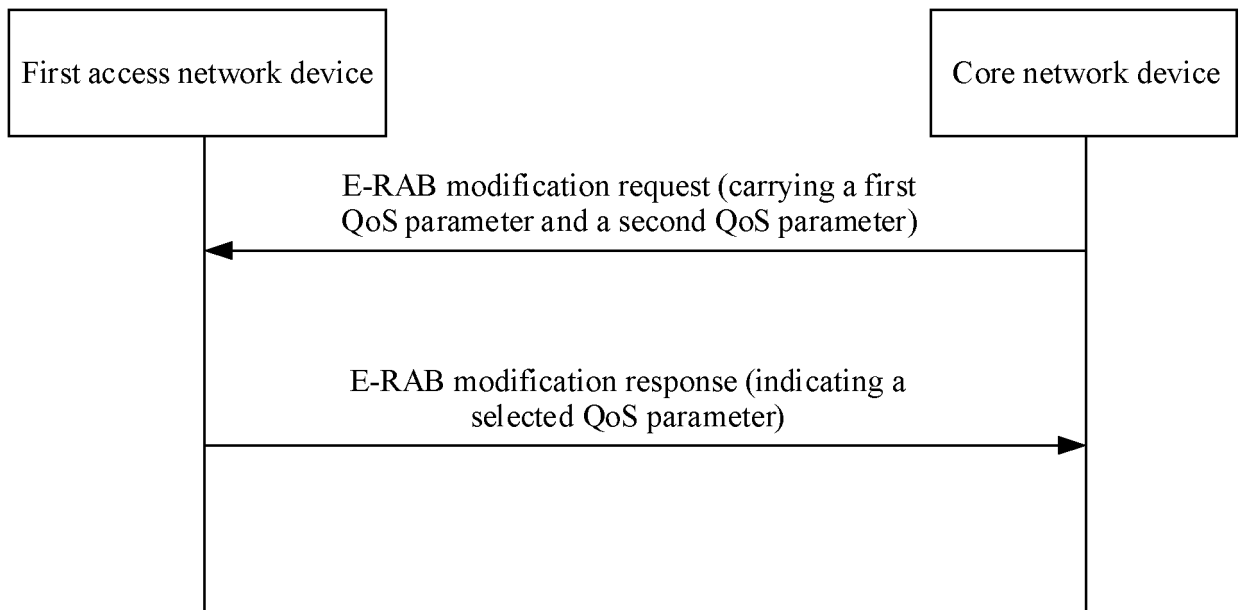 First access network device
Core network device
E-RAB modification request (carrying a first
QoS parameter and a second QoS parameter)
E-RAB modification response (indicating a
selected QoS parameter)